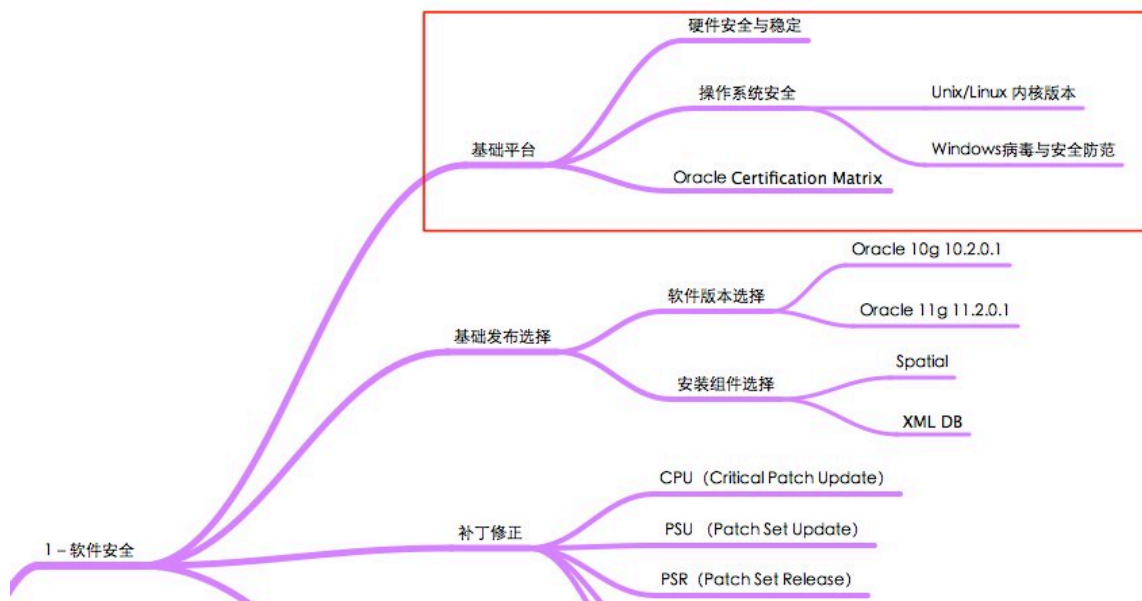 硬件安全与稳定
操作系统安全
Unix/Linux 内核版本
Windows病毒与安全防范
基础平台
Oracle Certification Matrix
Oracle 10g 10.2.0.1
软件版本选择
Oracle 11g 11.2.0.1
基础发布选择
Spatial
安装组件选择
XML DB
CPU（Critical Patch Update）
补丁修正
PSU （Patch Set Update）
1 – 软件安全
PSR（Patch Set Release）